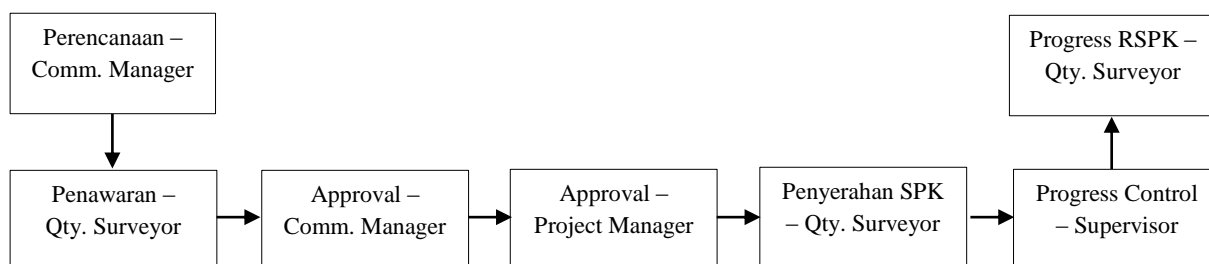 Perencanaan –
Comm. Manager
Progress RSPK –
Qty. Surveyor
Penawaran –
Qty. Surveyor
Approval –
Comm. Manager
Approval –
Project Manager
Penyerahan SPK
– Qty. Surveyor
Progress Control
– Supervisor